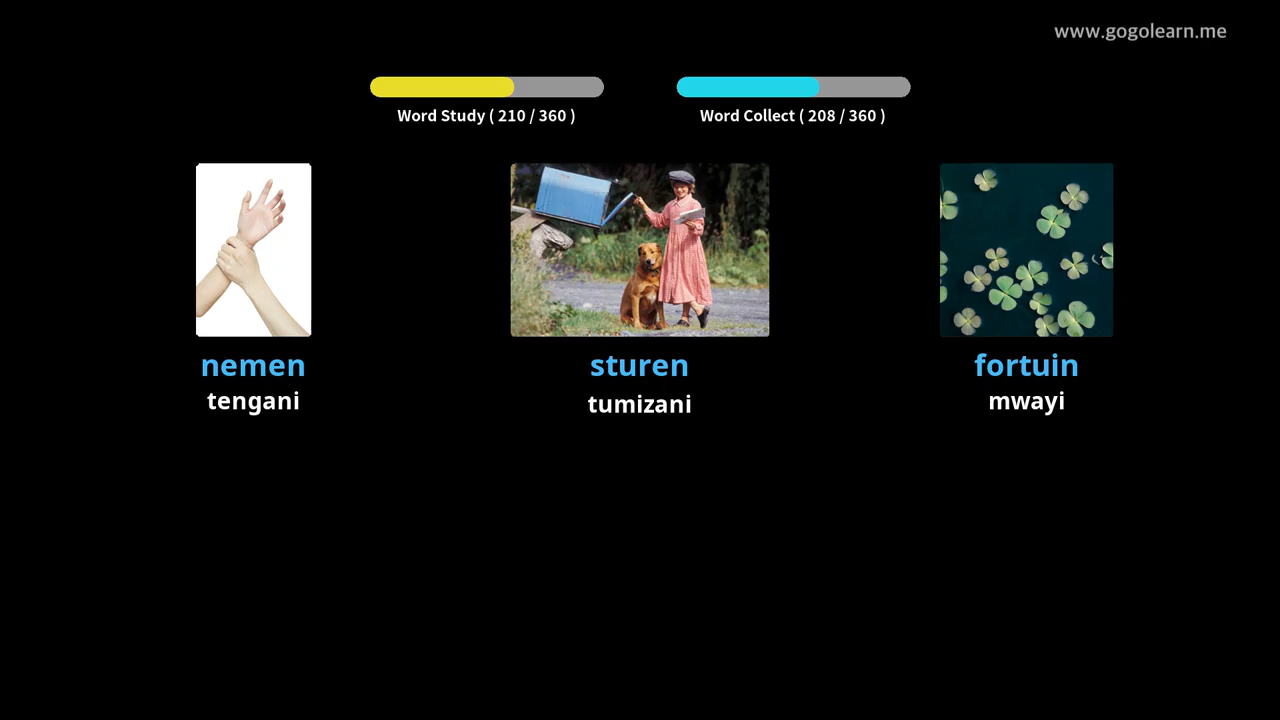 www.gogolearn.me
Word Study ( 210 / 360 )
Word Collect ( 208 / 360 )
nemen
tengani
sturen
tumizani
fortuin
mwayi